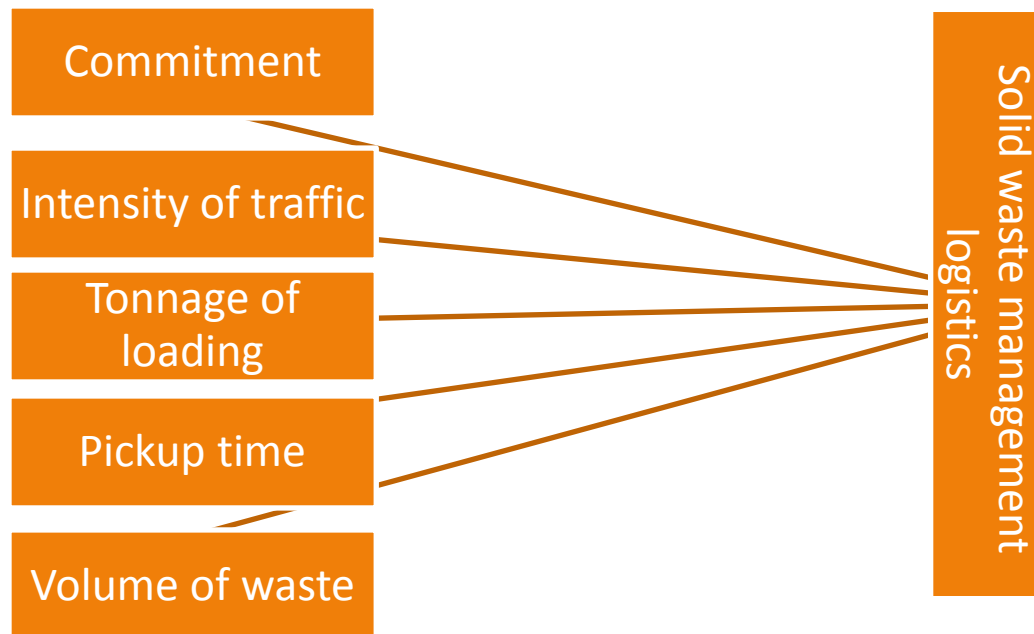 Commitment
Intensity of traffic
Tonnage of
loading
Pickup time
Volume of waste
Solid waste management
logistics